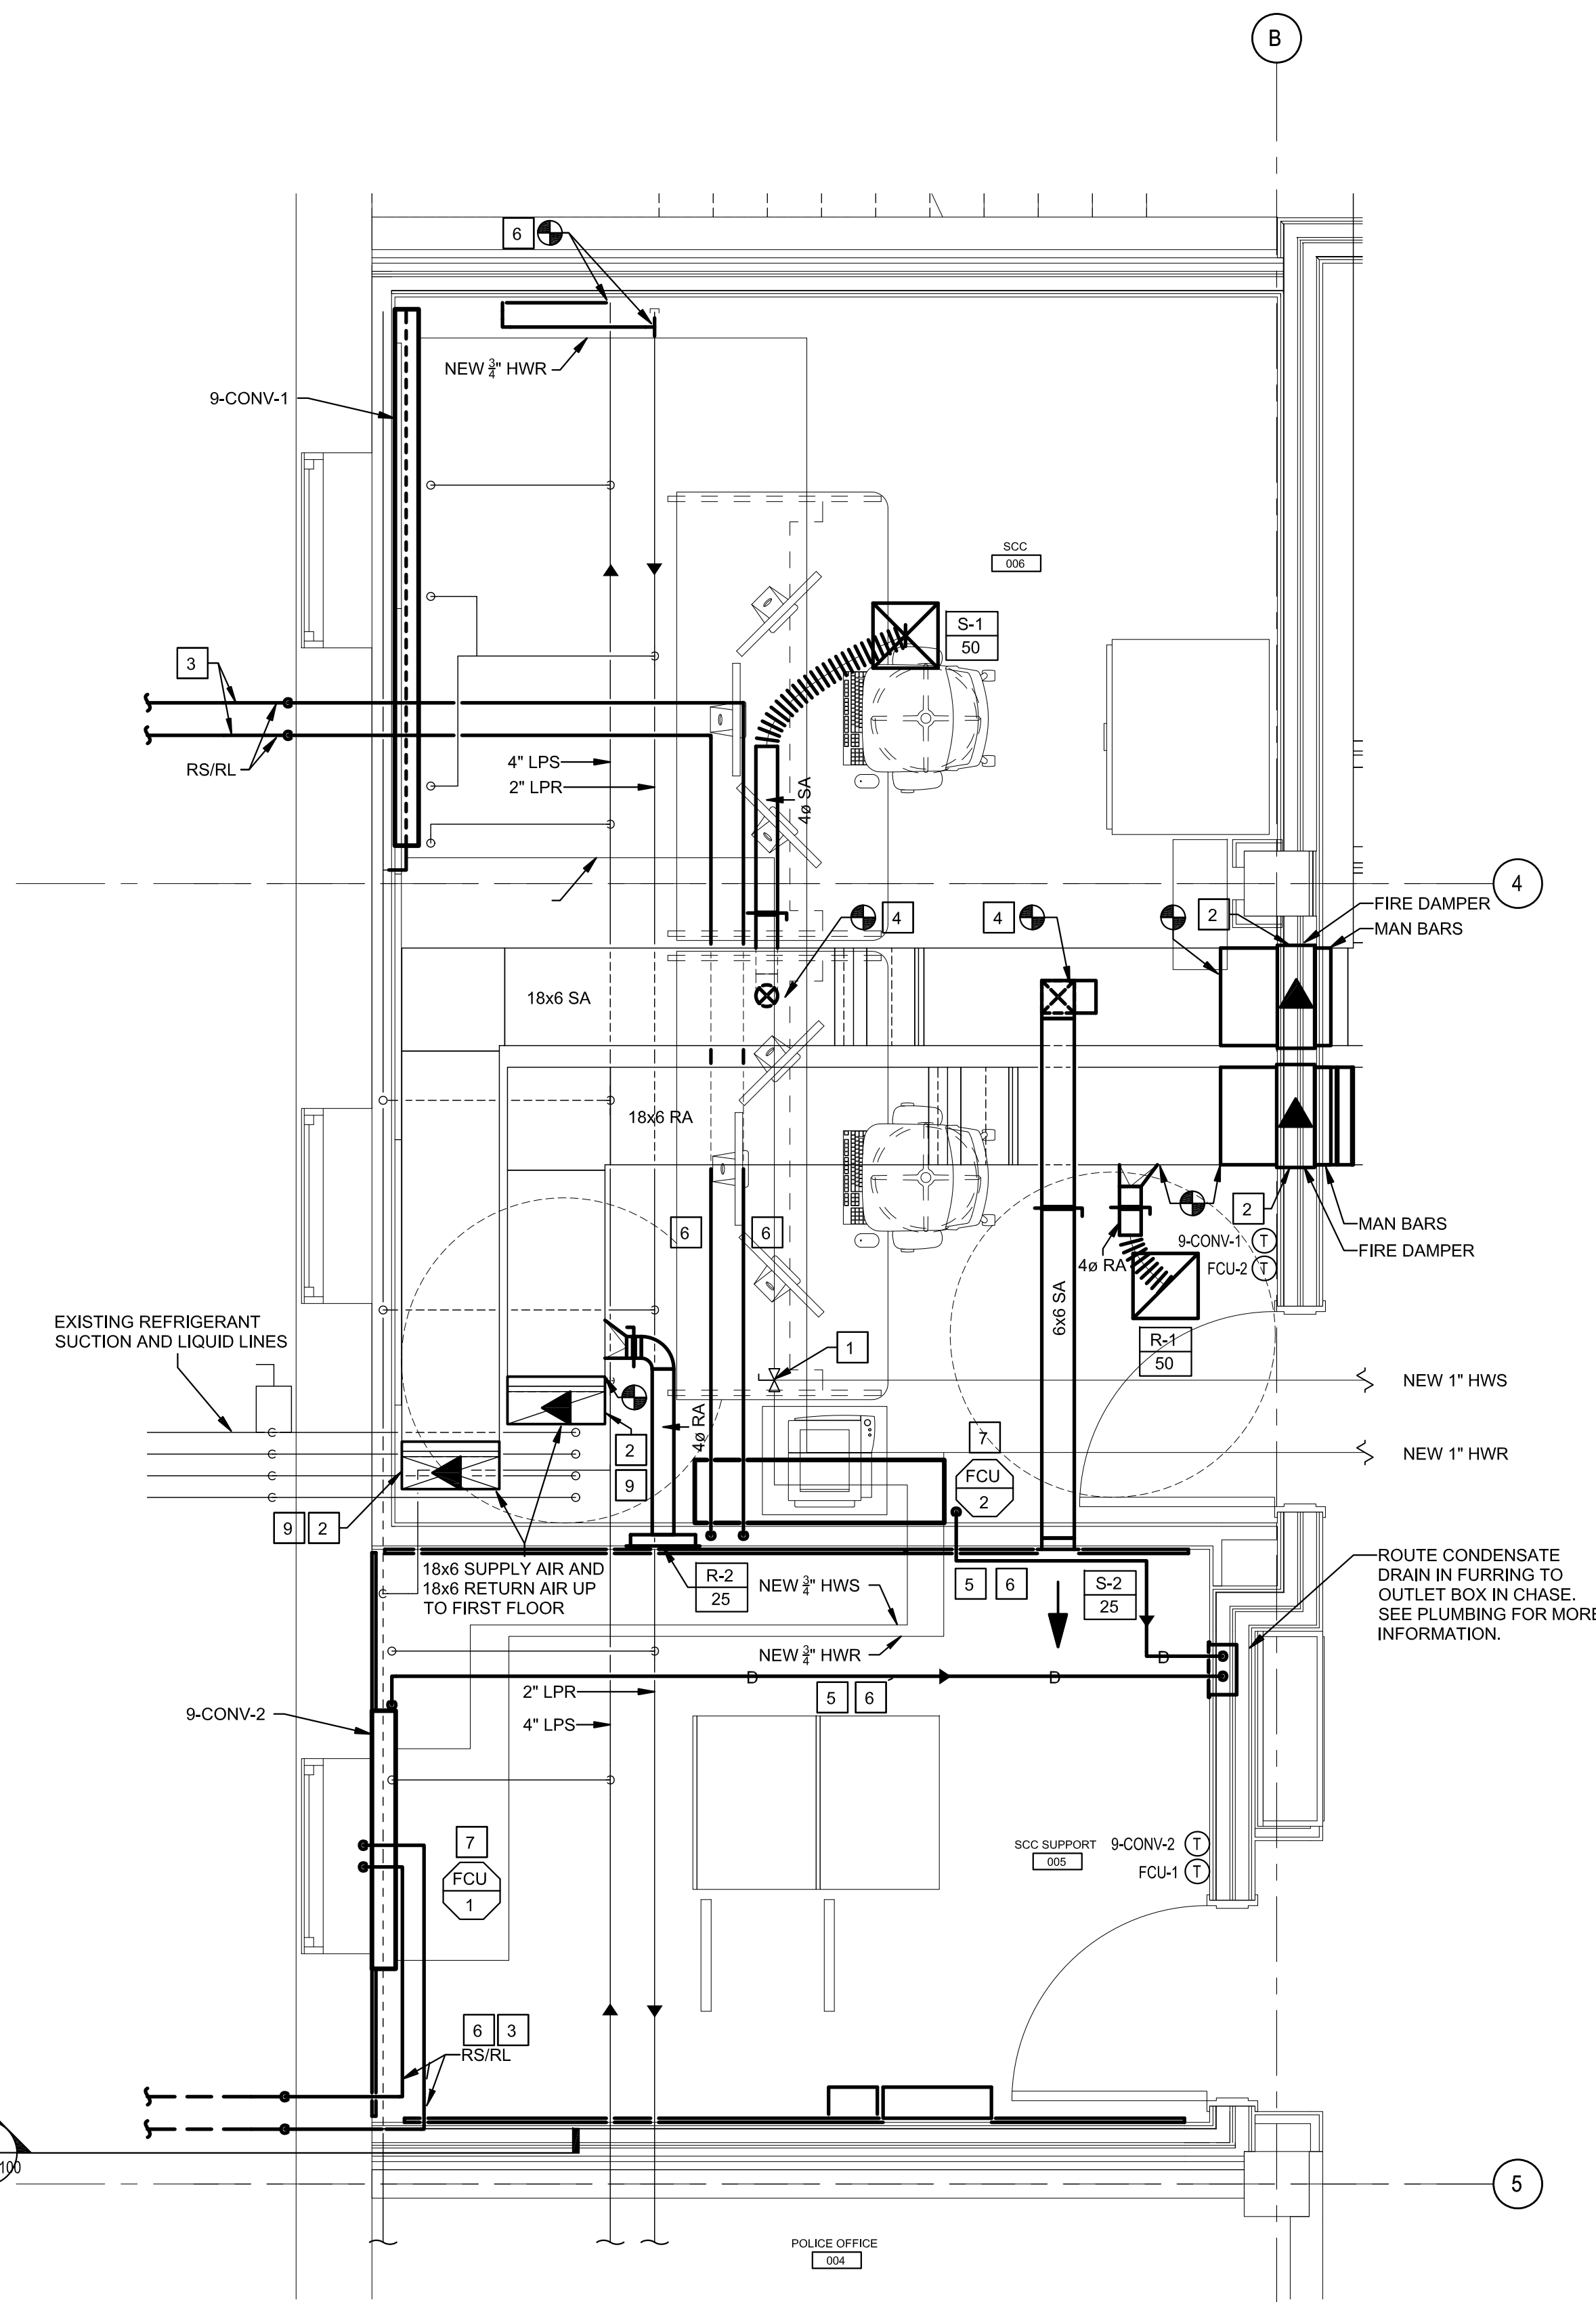 B
6
NEW 3/4" HWR
9-CONV-1
SCC
006
S-1
50
3
RS/RL
4" LPS
2" LPR
4ø SA
4
4
4
2
FIRE DAMPER
MAN BARS
18x6 SA
18x6 RA
6
6
2
MAN BARS
FIRE DAMPER
9-CONV-1 T
FCU-2 T
4ø RA
6x6 SA
R-1
50
EXISTING REFRIGERANT
SUCTION AND LIQUID LINES
1
NEW 1" HWS
4ø RA
2
9
7
FCU
2
NEW 1" HWR
9 2
18x6 SUPPLY AIR AND
18x6 RETURN AIR UP
TO FIRST FLOOR
R-2
25
NEW 3/4" HWS
5 6
S-2
25
ROUTE CONDENSATE
DRAIN IN FURRING TO
OUTLET BOX IN CHASE.
SEE PLUMBING FOR MORE
INFORMATION.
NEW 3/4" HWR
D
D
D
2" LPR
5 6
9-CONV-2
4" LPS
7
FCU
1
SCC SUPPORT
005
9-CONV-2 T
FCU-1 T
6 3
RS/RL
100
5
POLICE OFFICE
004